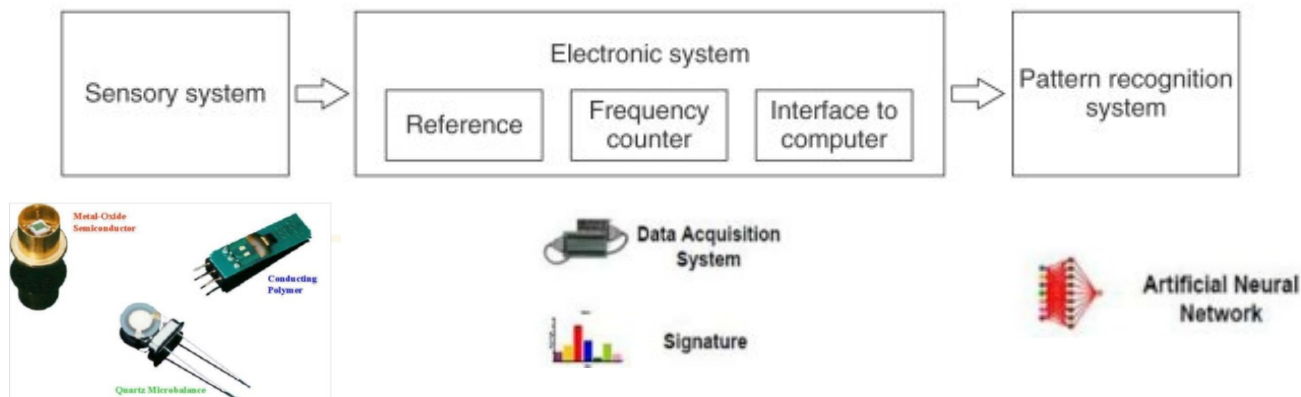 Sensory system
Electronic system
Reference
Frequency
counter
Interface to
computer
Pattern recognition
system
Metal-Oxide
Semiconductor
Conducting
Polymer
Quartz Microbalance
Data Acquisition
System
Signature
Artificial Neural
Network